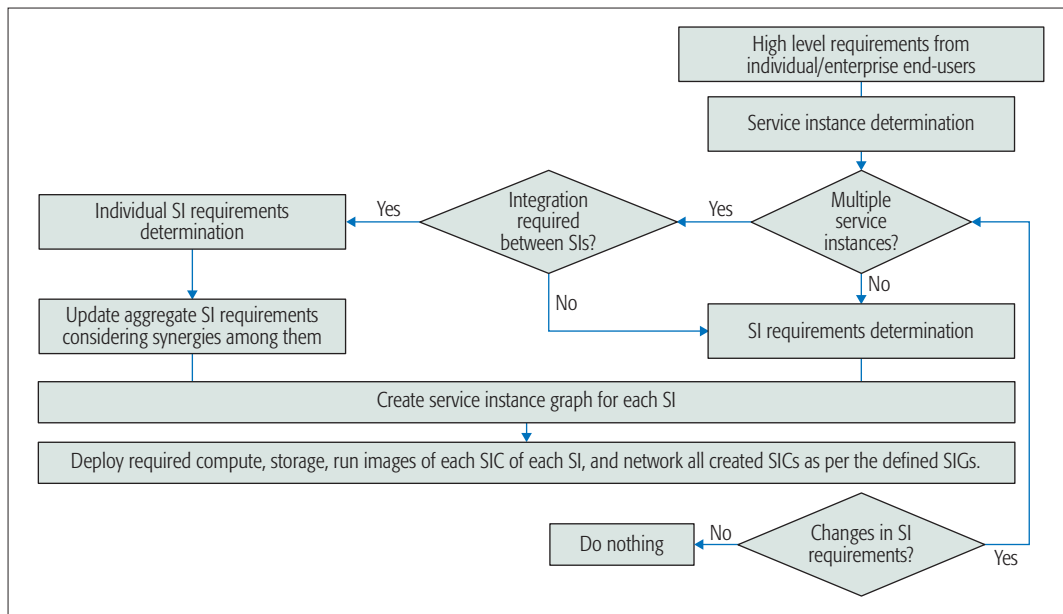 High level requirements from
individual/enterprise end-users
Service instance determination
Multiple
service
instances?
Yes
No
Integration
required
between SIs?
Yes
No
Individual SI requirements
determination
Update aggregate SI requirements
considering synergies among them
SI requirements determination
Create service instance graph for each SI
Deploy required compute, storage, run images of each SIC of each SI, and network all created SICs as per the defined SIGs.
Changes in SI
requirements?
No
Yes
Do nothing